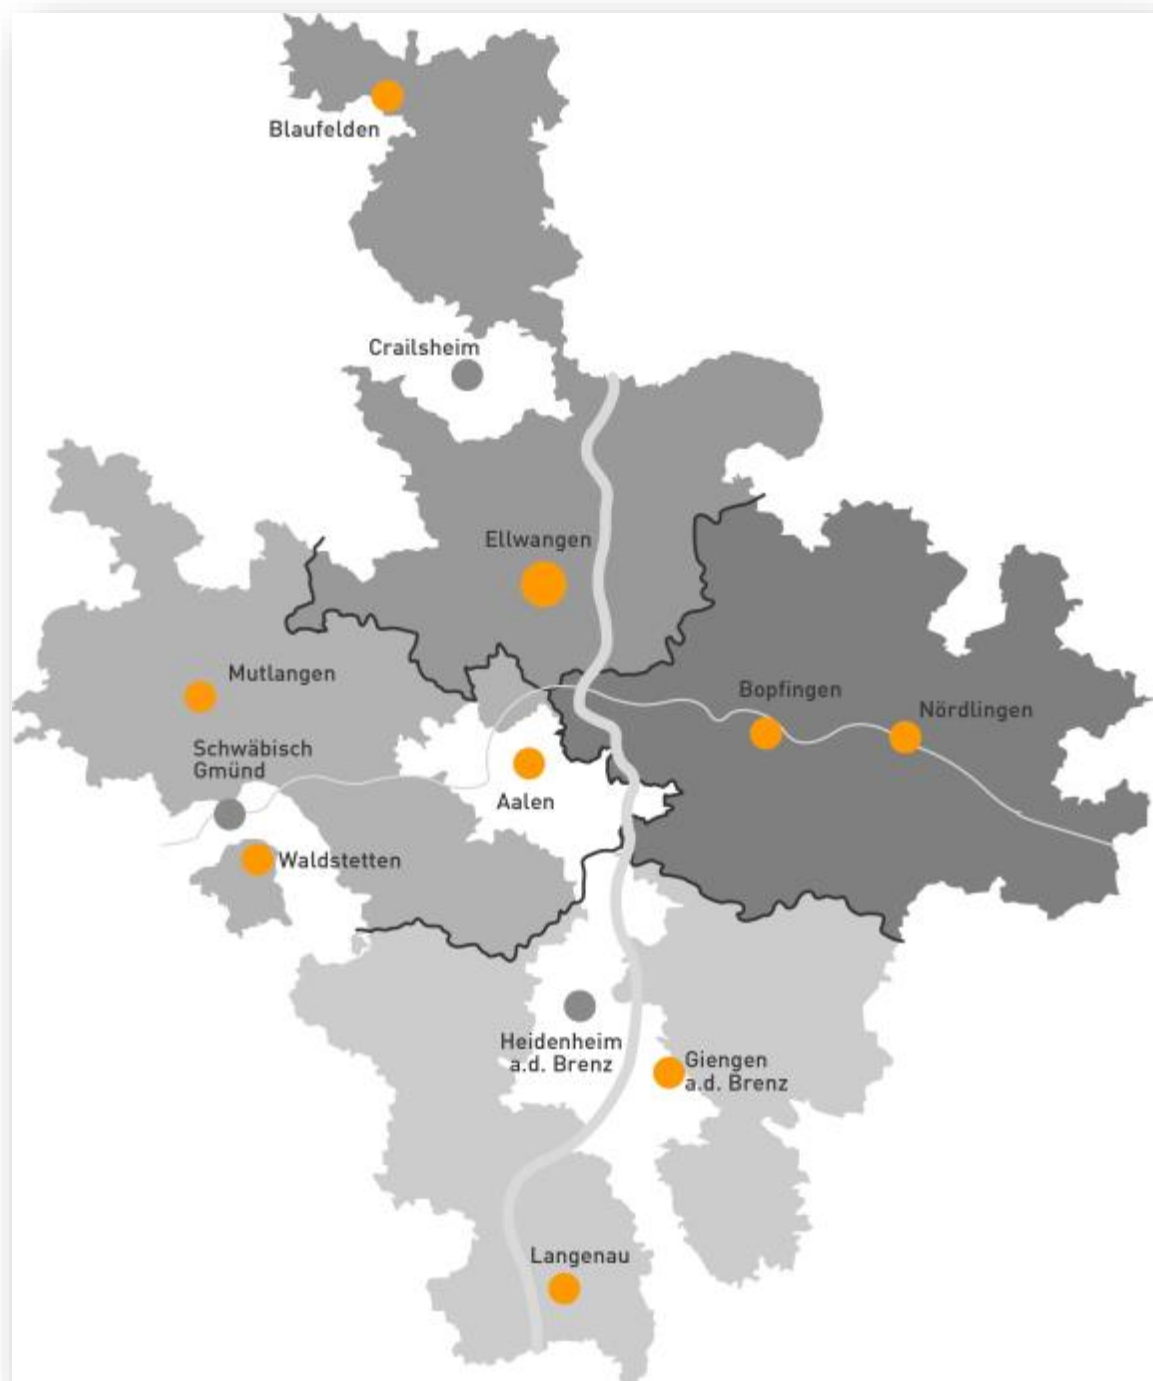 Blaufelden
Crailsheim
Ellwangen
Mutlangen
Bopfingen
Nördlingen
Schwäbisch
Gmünd
Aalen
Waldstetten
Heidenheim
a.d. Brenz
Giengen
a.d. Brenz
Langenau